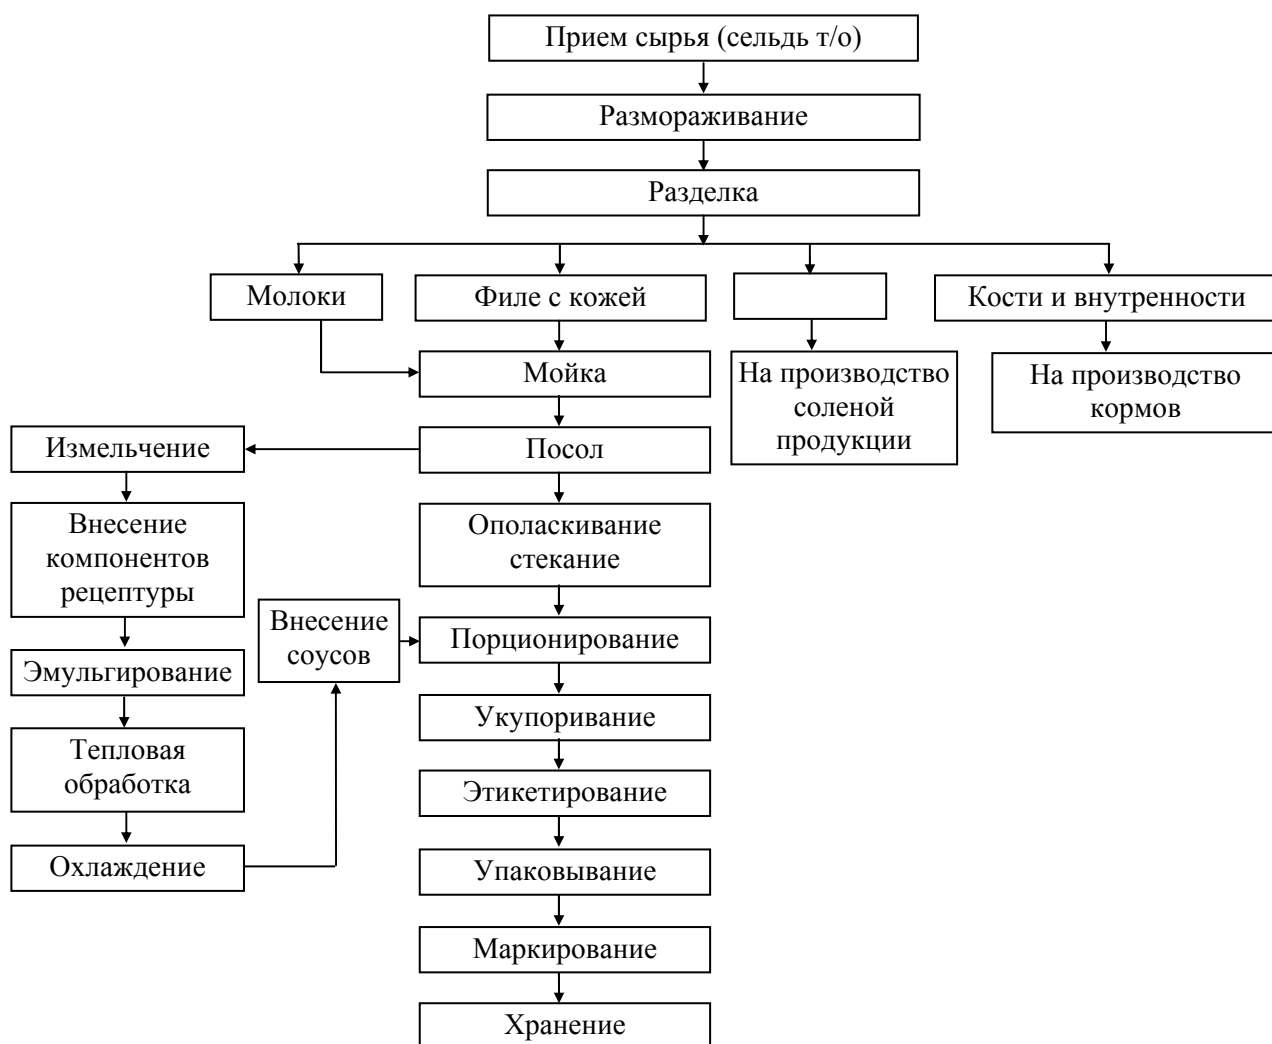 Прием сырья (сельдь т/о)
Размораживание
Разделка
Молоки
Филе с кожей
Кости и внутренности
Мойка
На производство
соленой
продукции
На производство
кормов
Измельчение
Посол
Внесение
компонентов
рецептуры
Ополаскивание
стекание
Внесение
соусов
Порционирование
Эмульгирование
Укупоривание
Тепловая
обработка
Этикетирование
Охлаждение
Упаковывание
Маркирование
Хранение